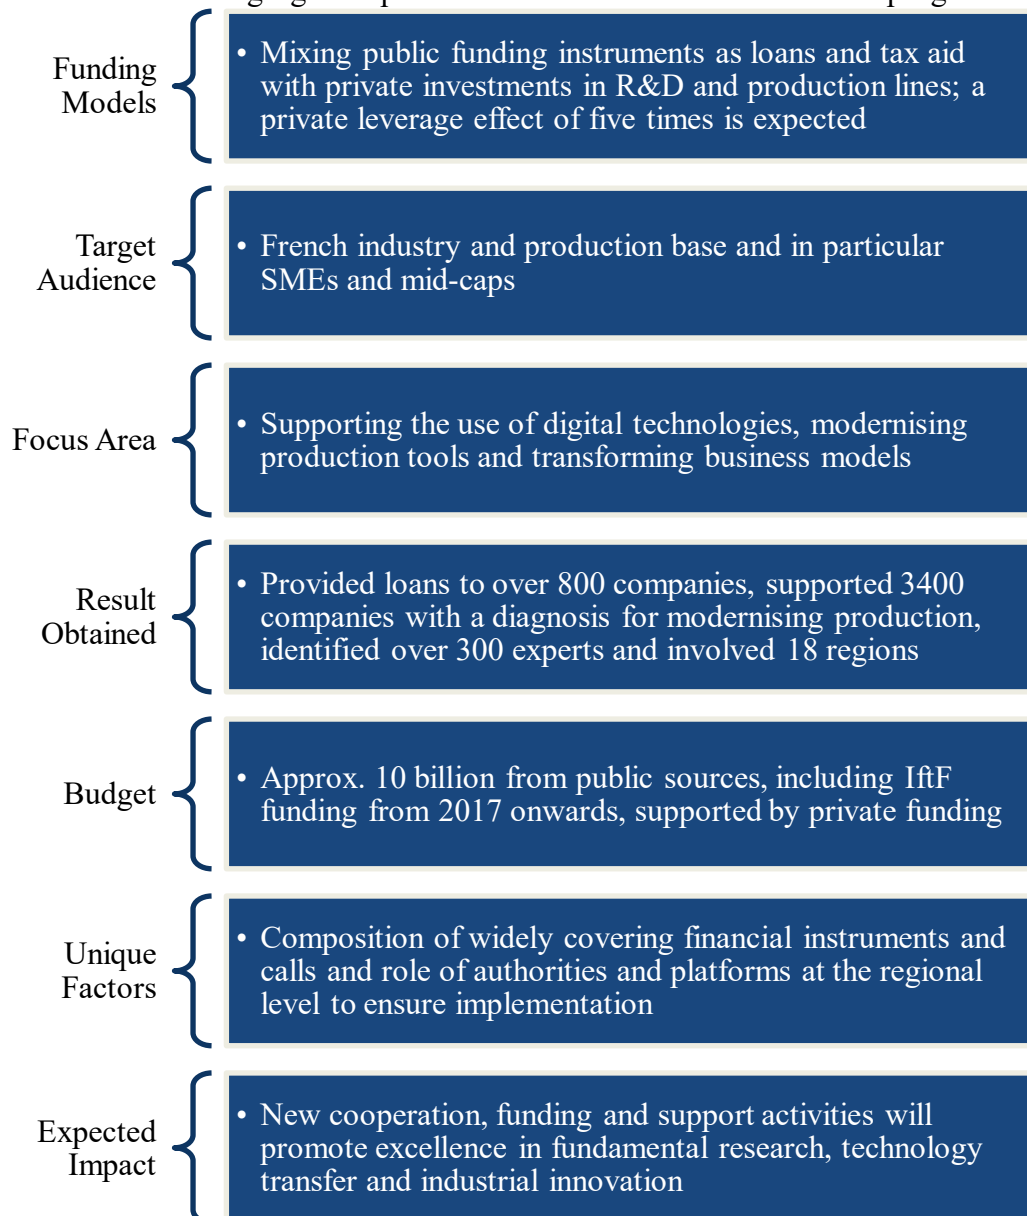 Funding
Models
• Mixing public funding instruments as loans and tax aid
with private investments in R&D and production lines; a
private leverage effect of five times is expected
Target
Audience
• French industry and production base and in particular
SMEs and mid-caps
Focus Area
• Supporting the use of digital technologies, modernising
production tools and transforming business models
Result
Obtained
• Provided loans to over 800 companies, supported 3400
companies with a diagnosis for modernising production,
identified over 300 experts and involved 18 regions
Budget
• Approx. 10 billion from public sources, including IftF
funding from 2017 onwards, supported by private funding
Unique
Factors
• Composition of widely covering financial instruments and
calls and role of authorities and platforms at the regional
level to ensure implementation
Expected
Impact
• New cooperation, funding and support activities will
promote excellence in fundamental research, technology
transfer and industrial innovation